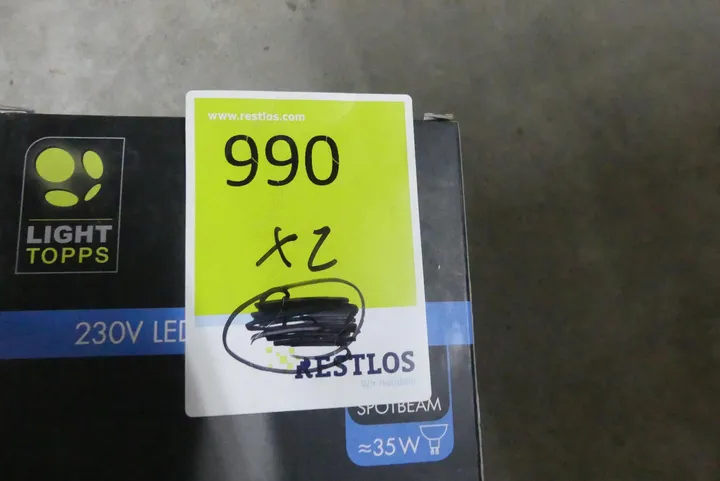 www.restlos.com
990
x2
LIGHT
TOPPS
230V LED
RESTLOS
SPOTBEAM
≈35W